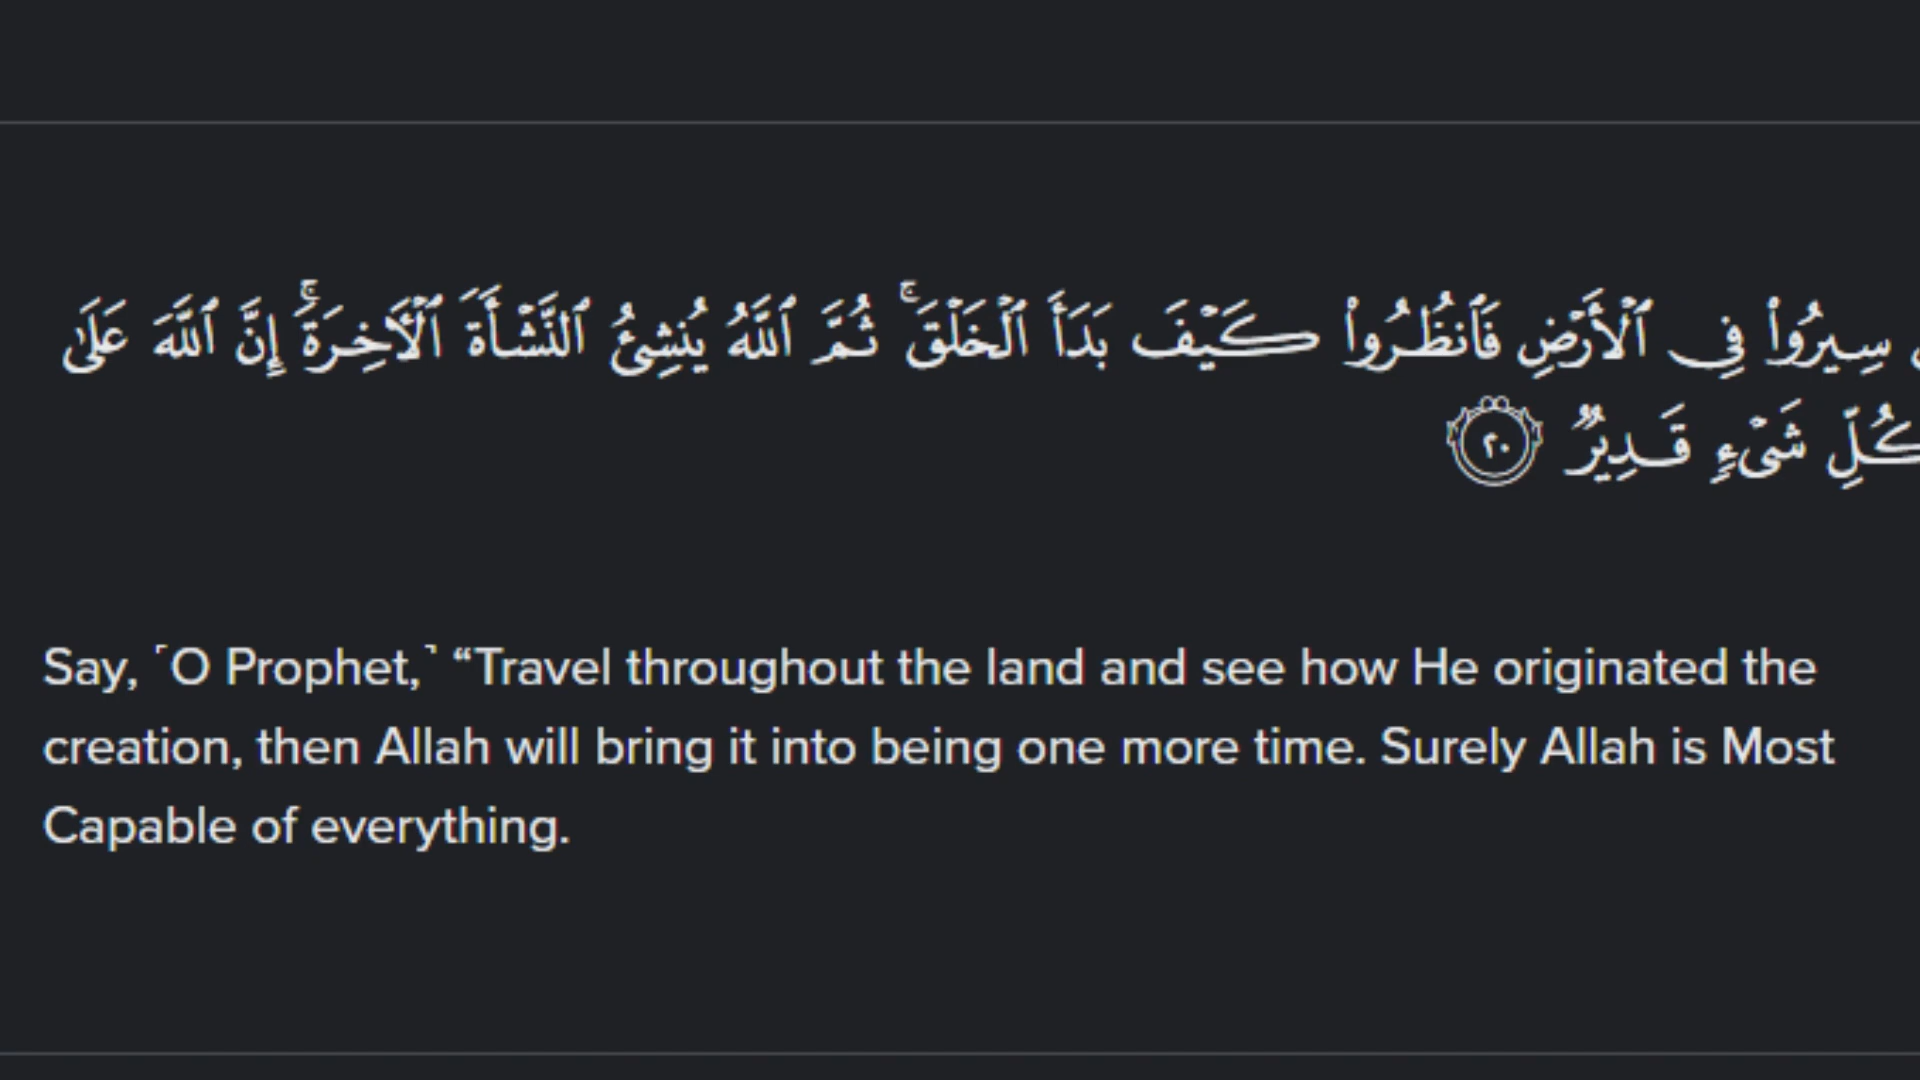 سِيرُوا۟ فِى ٱلْأَرْضِ فَٱنظُرُوا۟ كَيْفَ بَدَأَ ٱلْخَلْقَ ۚ ثُمَّ ٱللَّهُ يُنشِئُ ٱلنَّشْأَةَ ٱلْـَٔاخِرَةَ ۚ إِنَّ ٱللَّهَ عَلَىٰ
كُلِّ شَىْءٍ قَدِيرٌ ٢٠
Say, ˹O Prophet,˺ “Travel throughout the land and see how He originated the
creation, then Allah will bring it into being one more time. Surely Allah is Most
Capable of everything.